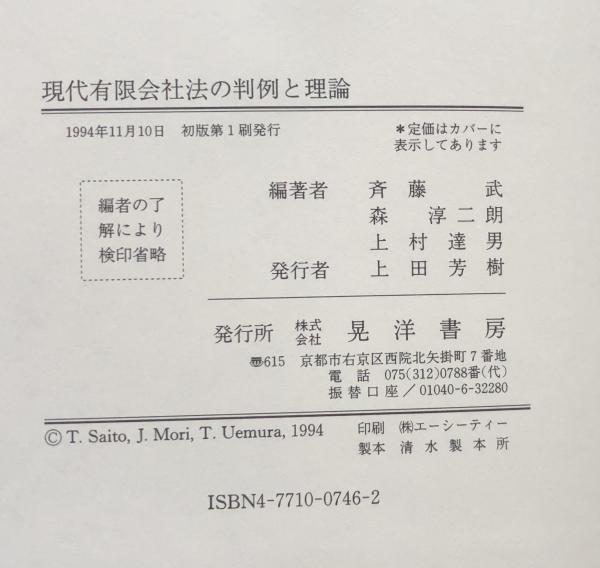 現代有限会社法の判例と理論
1994年11月10日 初版第1刷発行
＊定価はカバーに
表示してあります
編者の了
解により
検印省略
編著者 斉藤 武
森 淳二朗
上村達男
発行者 上田芳樹
発行所 株式会社 晃洋書房
〠615 京都市右京区西院北矢掛町7番地
電話 075(312)0788番(代)
振替口座／01040-6-32280
© T. Saito, J. Mori, T. Uemura, 1994
印刷 ㈱エーシーティー
製本 清水製本所
ISBN4-7710-0746-2